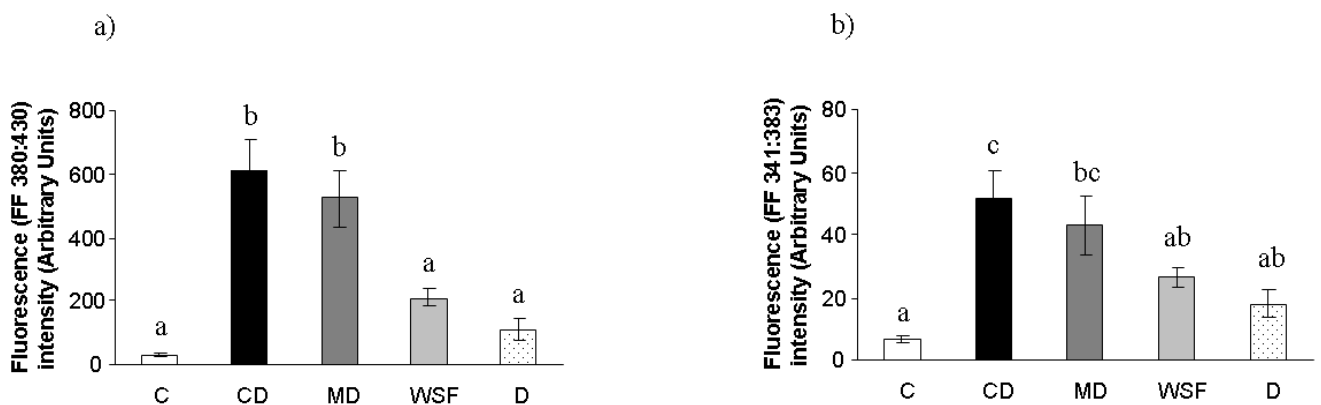 a)
Fluorescence (FF 380:430)
intensity (Arbitrary Units)
800
600
400
200
0
a
b
b
a
a
C
CD
MD
WSF
D
b)
Fluorescence (FF 341:383)
intensity (Arbitrary Units)
80
60
40
20
0
a
c
bc
ab
ab
C
CD
MD
WSF
D